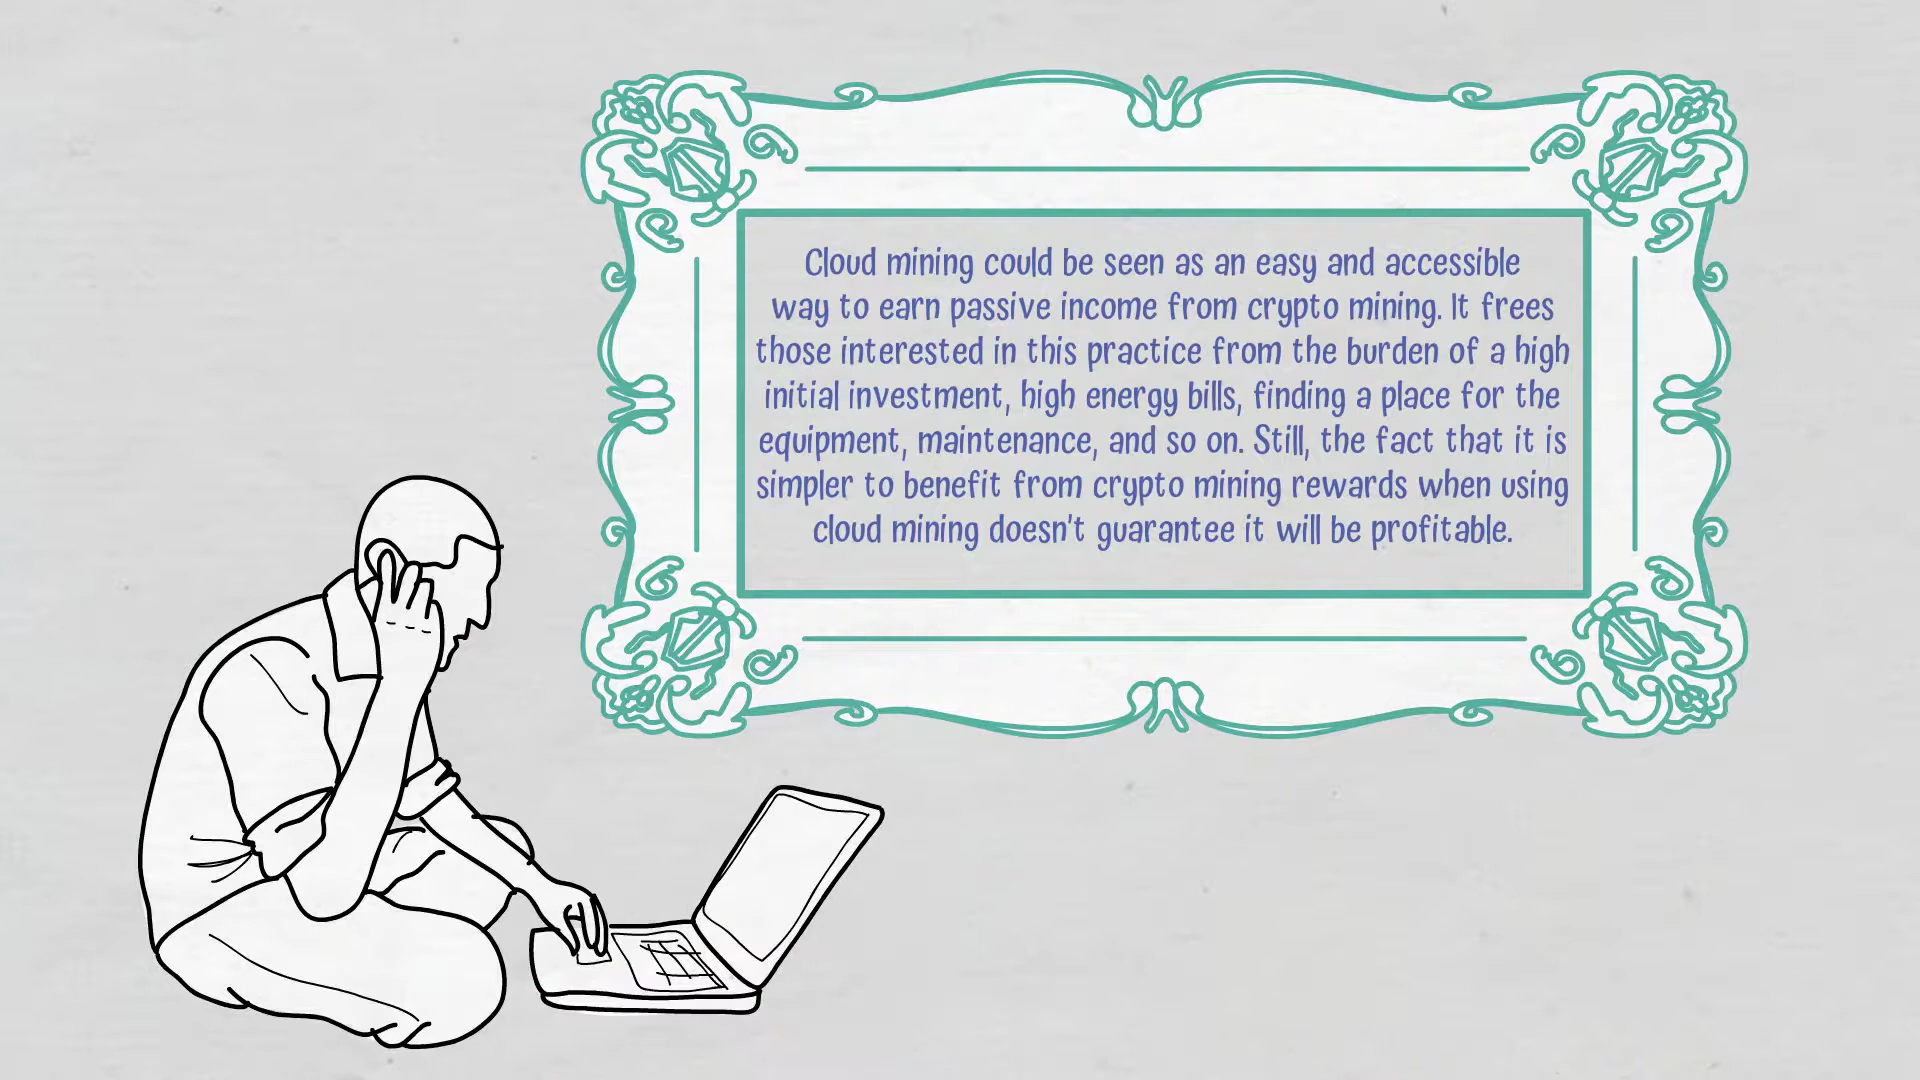 Cloud mining could be seen as an easy and accessible
way to earn passive income from crypto mining. It frees
those interested in this practice from the burden of a high
initial investment, high energy bills, finding a place for the
equipment, maintenance, and so on. Still, the fact that it is
simpler to benefit from crypto mining rewards when using
cloud mining doesn't guarantee it will be profitable.